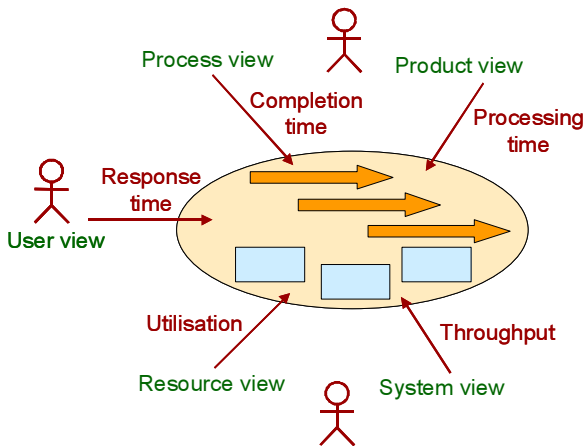 Process view
Product view
Completion
time
Processing
time
Response
time
User view
Utilisation
Throughput
Resource view
System view